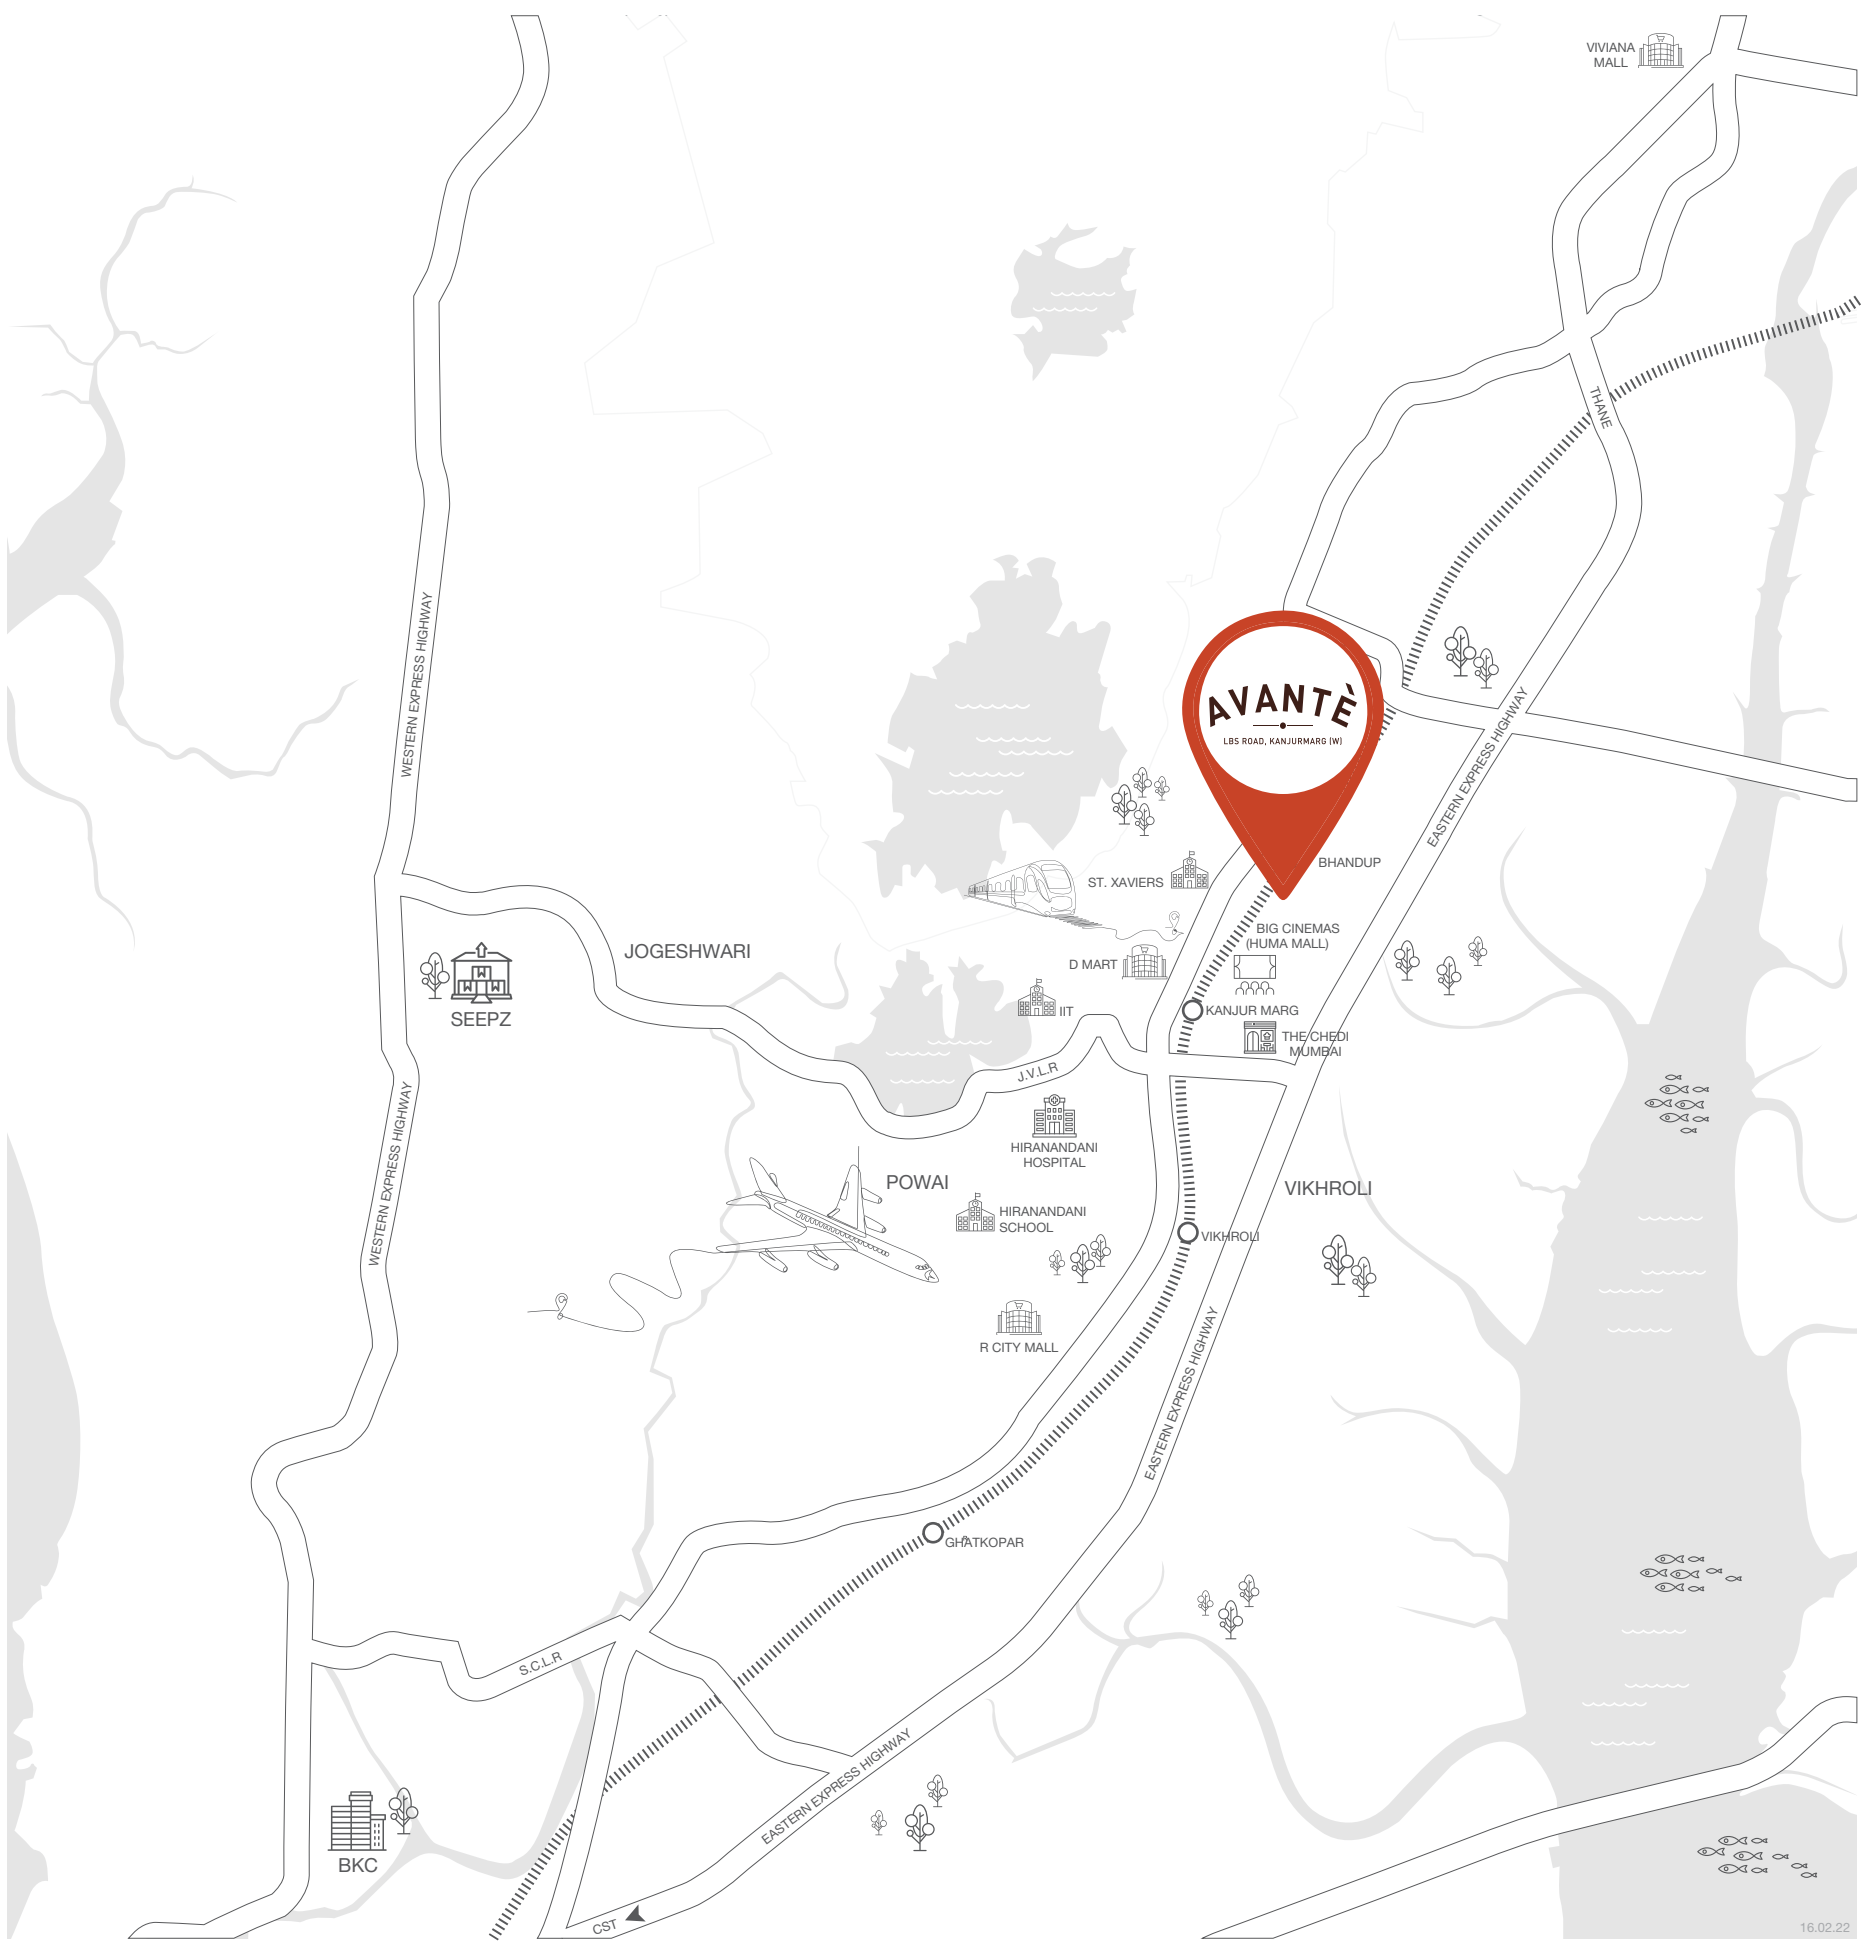 VIVIANA
MALL
THANE
WESTERN EXPRESS HIGHWAY
AVANTÈ
LBS ROAD, KANJURMARG (W)
EASTERN EXPRESS HIGHWAY
BHANDUP
ST. XAVIERS
BIG CINEMAS
(HUMA MALL)
JOGESHWARI
D MART
SEEPZ
IIT
KANJUR MARG
THE CHEDI
MUMBAI
J.V.L.R
WESTERN EXPRESS HIGHWAY
HIRANANDANI
HOSPITAL
POWAI
VIKHROLI
HIRANANDANI
SCHOOL
VIKHROLI
R CITY MALL
EASTERN EXPRESS HIGHWAY
GHATKOPAR
S.C.L.R
EASTERN EXPRESS HIGHWAY
BKC
CST
16.02.22